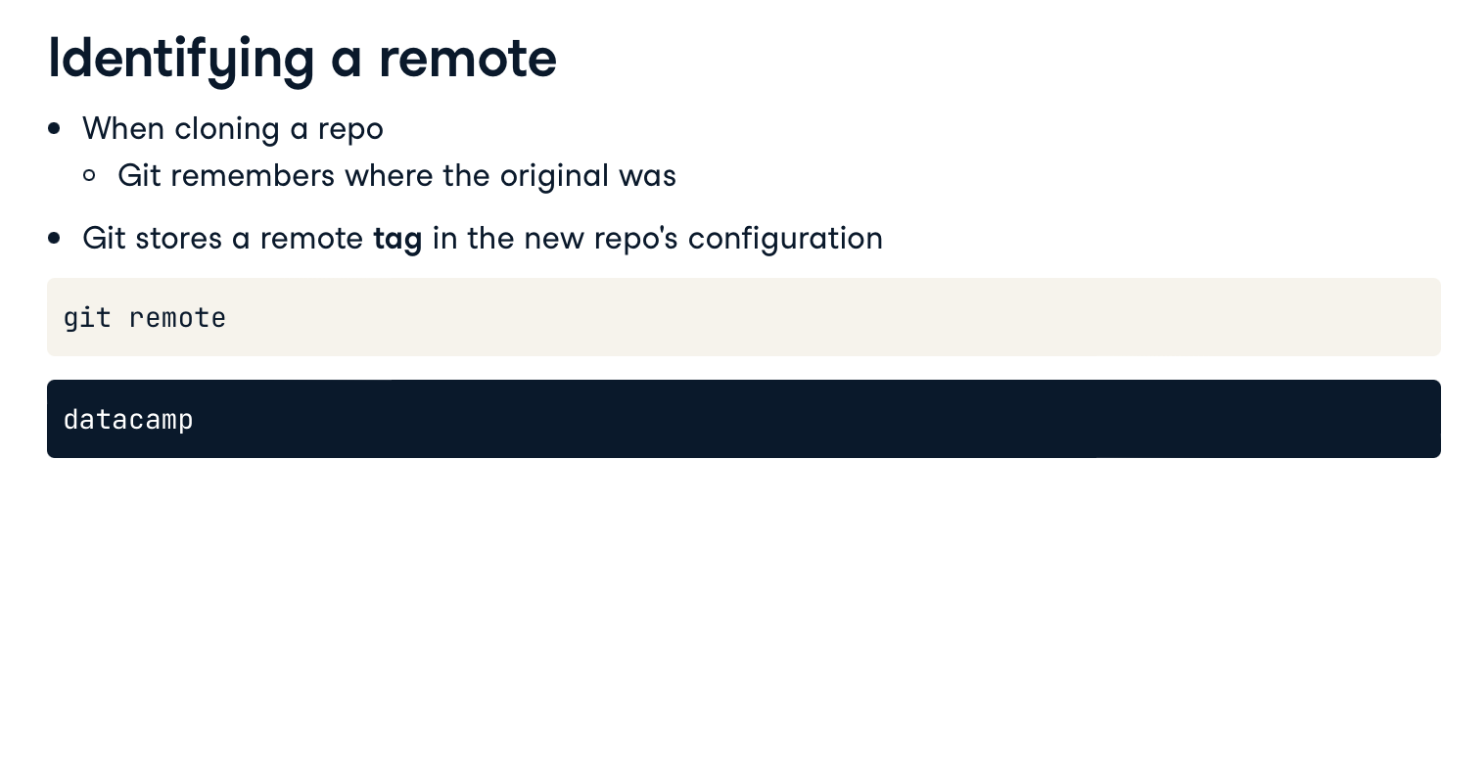 Identifying a remote
When cloning a repo
Git remembers where the original was
Git stores a remote tag in the new repo's configuration
git remote
datacamp